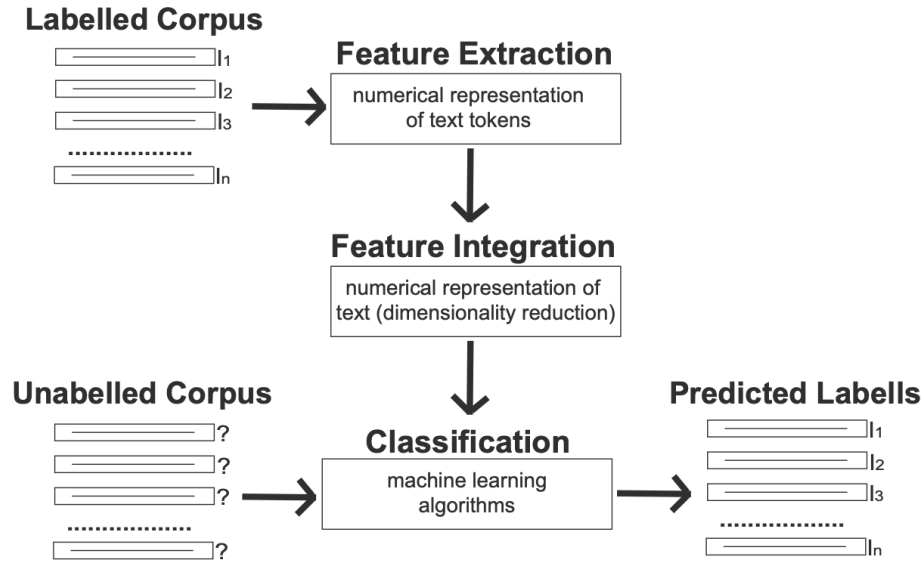 Labelled Corpus
l₁
l₂
l₃
lₙ
Feature Extraction
numerical representation
of text tokens
Feature Integration
numerical representation of
text (dimensionality reduction)
Unabelled Corpus
?
?
?
?
Classification
machine learning
algorithms
Predicted Labells
l₁
l₂
l₃
lₙ